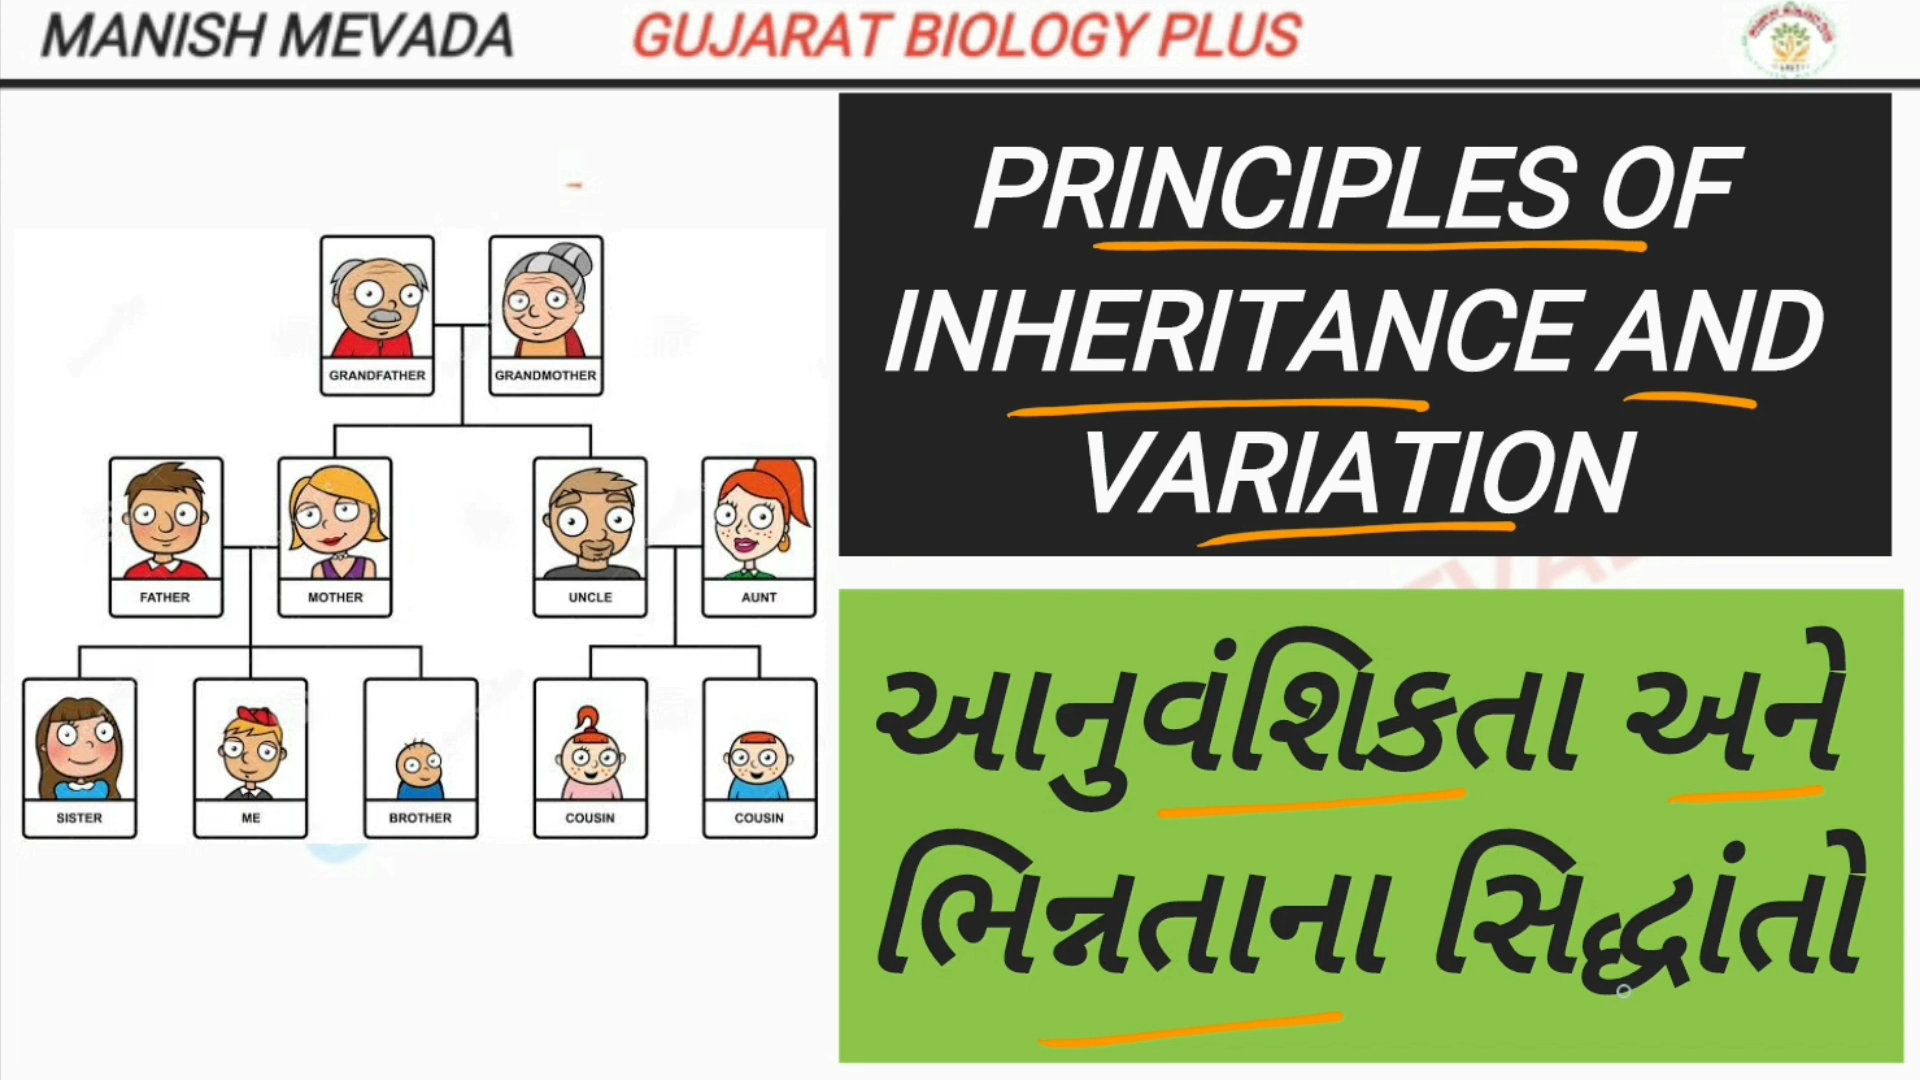 MANISH MEVADA GUJARAT BIOLOGY PLUS
PRINCIPLES OF
INHERITANCE AND
VARIATION
આનુવંશિકતા અને
ભિન્નતાના સિદ્ધાંતો
GRANDFATHER GRANDMOTHER
FATHER MOTHER UNCLE AUNT
SISTER ME BROTHER COUSIN COUSIN